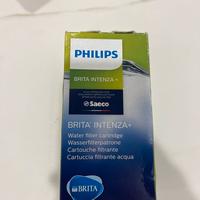 PHILIPS
BRITA INTENZA +
Saeco
BRITA® INTENZA+
Water filter cartridge
Wasserfilterpatrone
Cartouche filtrante
Cartuccia filtrante acqua
BRITA